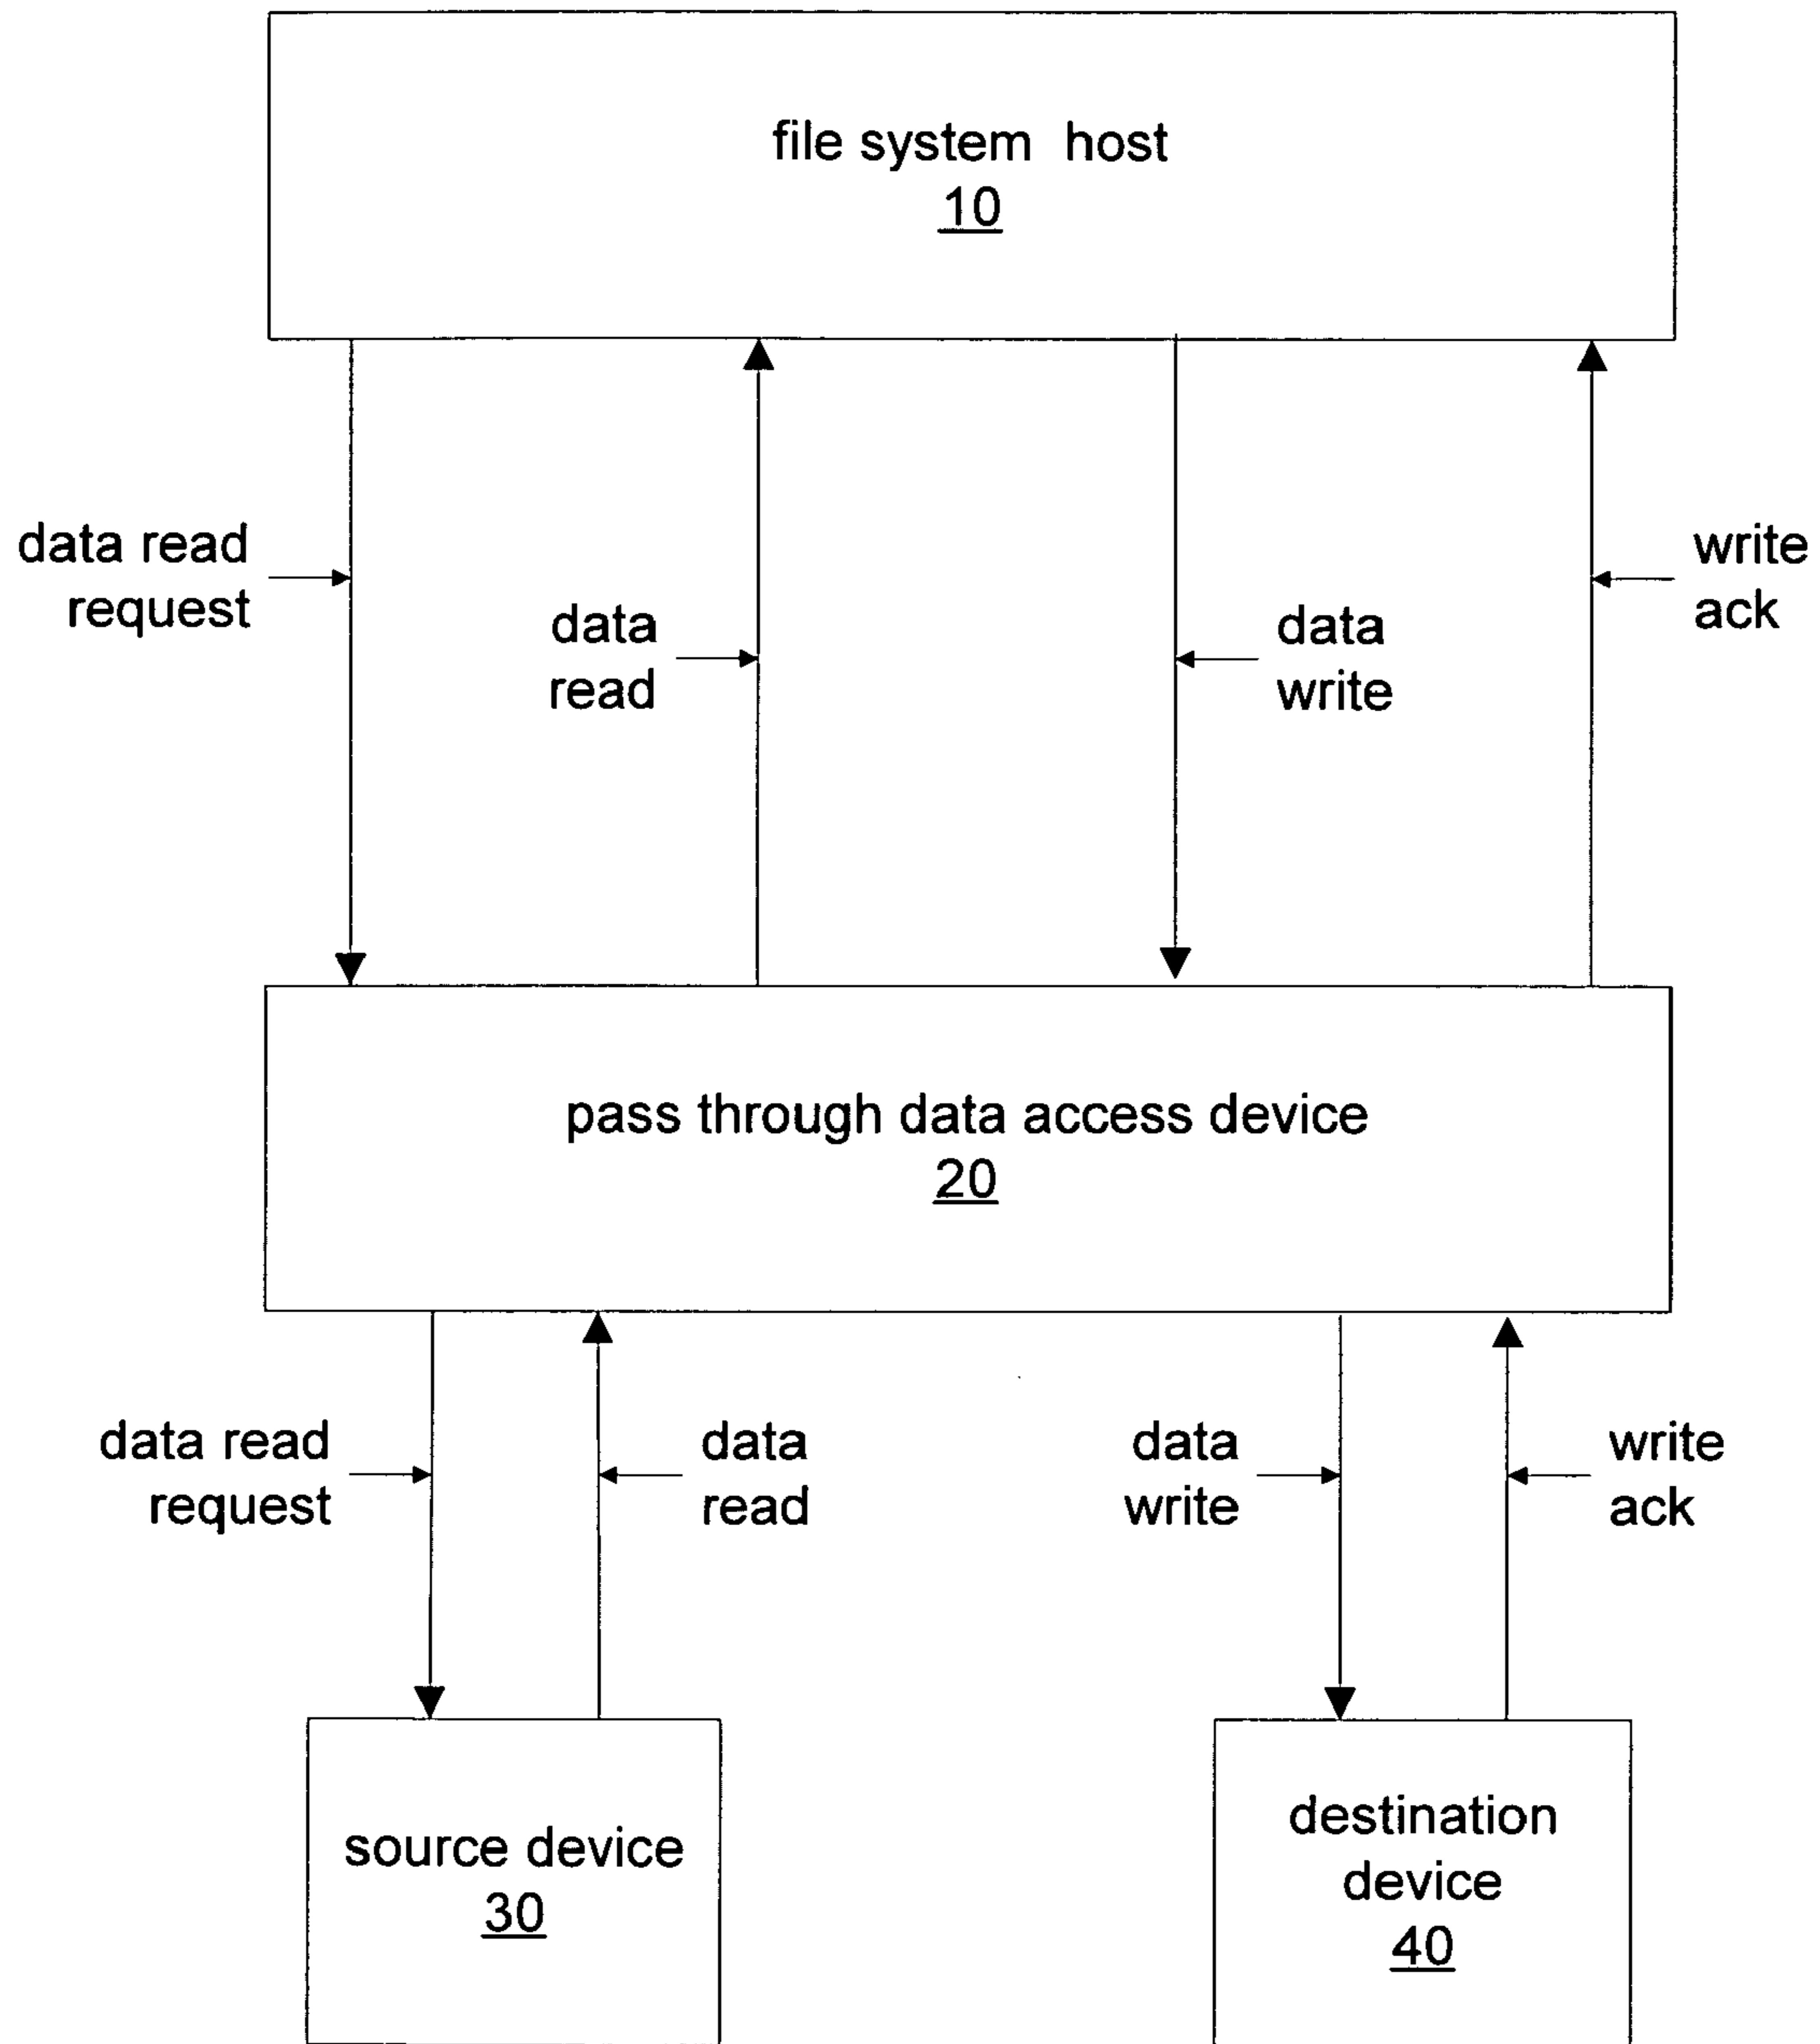 file system host
10
data read
request
data
read
data
write
write
ack
pass through data access device
20
data read
request
data
read
data
write
write
ack
source device
30
destination
device
40